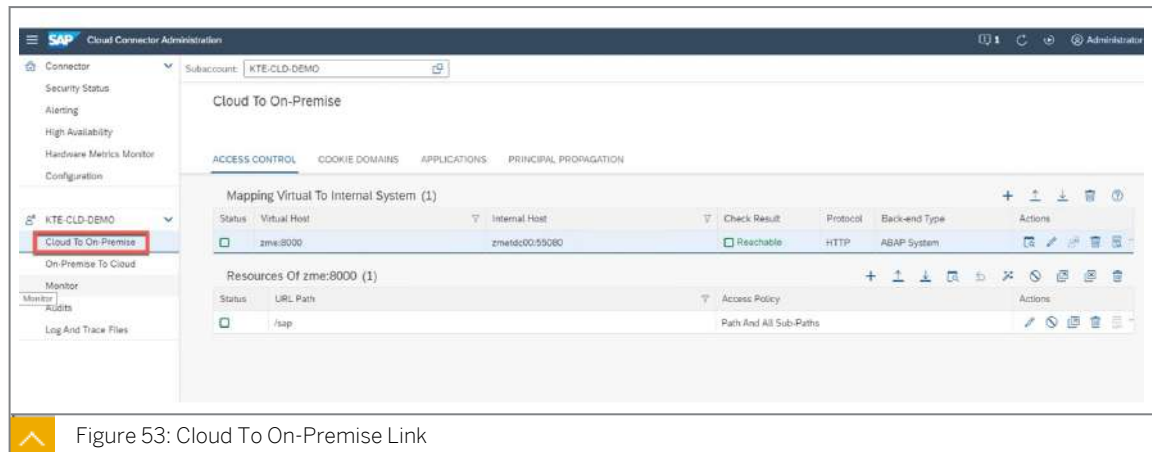 SAP Cloud Connector Administration 1 Administrator
Connector
Security Status
Alerting
High Availability
Hardware Metrics Monitor
Configuration
KTE-CLD-DEMO
Cloud To On-Premise
On-Premise To Cloud
Monitor
Monitor
Audits
Log And Trace Files
Subaccount: KTE-CLD-DEMO
Cloud To On-Premise
ACCESS CONTROL COOKIE DOMAINS APPLICATIONS PRINCIPAL PROPAGATION
Mapping Virtual To Internal System (1)
Status Virtual Host Internal Host Check Result Protocol Back-end Type Actions
zme:8000 zmetdc00:55080 Reachable HTTP ABAP System
Resources Of zme:8000 (1)
Status URL Path Access Policy Actions
/sap Path And All Sub-Paths
Figure 53: Cloud To On-Premise Link